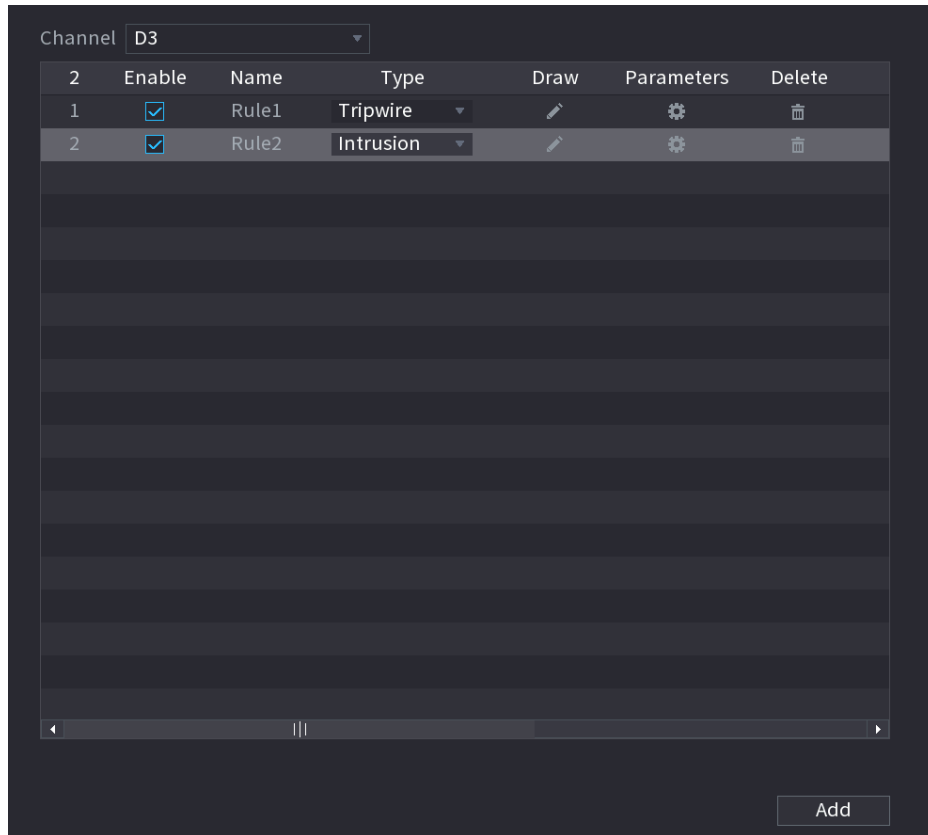 Channel D3
2 Enable Name Type Draw Parameters Delete
1 Rule1 Tripwire
2 Rule2 Intrusion
Add